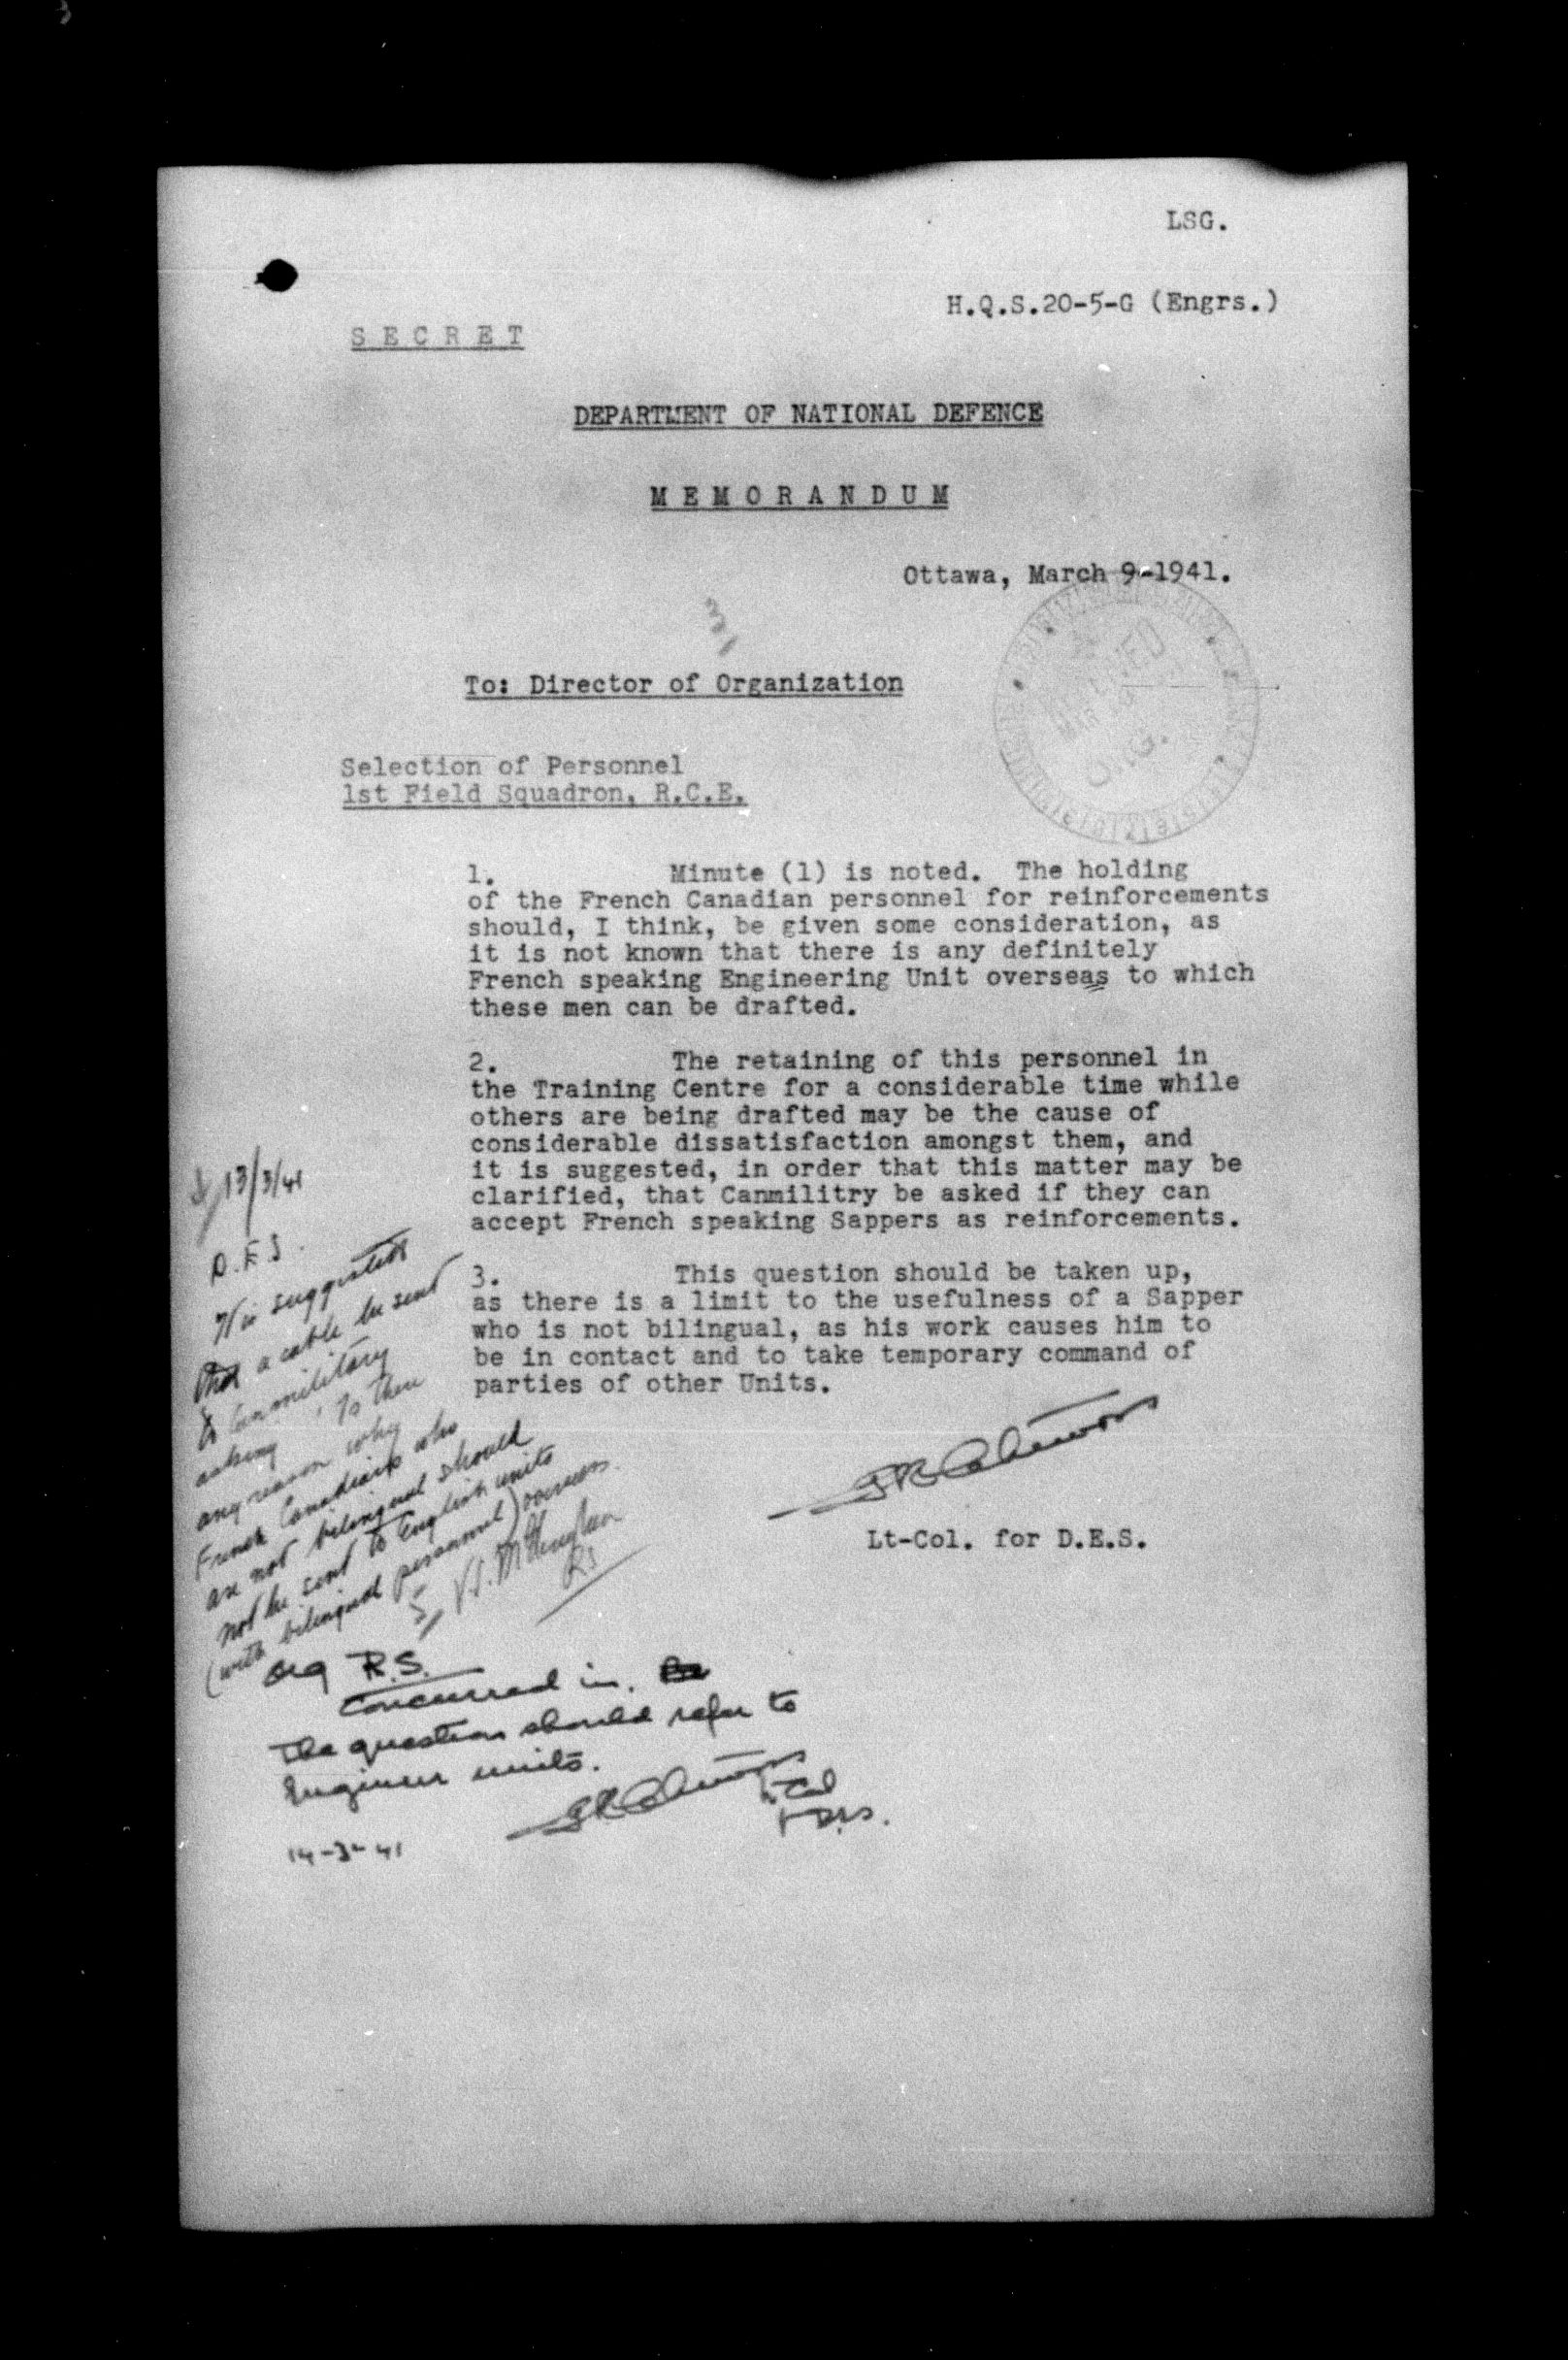 LSG.
H.Q.S.20-5-G (Engrs.)
S E C R E T
DEPARTMENT OF NATIONAL DEFENCE
M E M O R A N D U M
Ottawa, March 9-1941.
To: Director of Organization
Selection of Personnel
1st Field Squadron, R.C.E.
1. Minute (1) is noted. The holding
of the French Canadian personnel for reinforcements
should, I think, be given some consideration, as
it is not known that there is any definitely
French speaking Engineering Unit overseas to which
these men can be drafted.
2. The retaining of this personnel in
the Training Centre for a considerable time while
others are being drafted may be the cause of
considerable dissatisfaction amongst them, and
it is suggested, in order that this matter may be
clarified, that Canmilitry be asked if they can
accept French speaking Sappers as reinforcements.
3. This question should be taken up,
as there is a limit to the usefulness of a Sapper
who is not bilingual, as his work causes him to
be in contact and to take temporary command of
parties of other Units.
Lt-Col. for D.E.S.
13/3/41
D.E.S.
It is suggested
that a cable be sent
to Canmilitary
asking is there
any reason why
French Canadians who
are not bilingual should
not be sent to English units
(with bilingual personnel) overseas.
RS
Org R.S.
Concurred in.
The question should refer to
Engineer units.
14-3-41